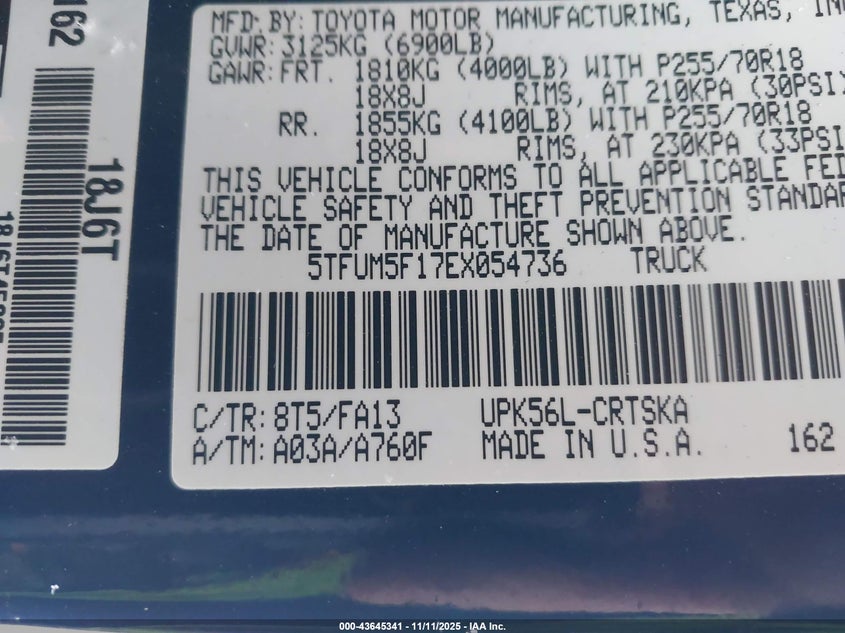 MFD. BY: TOYOTA MOTOR MANUFACTURING, TEXAS, INC
GVWR: 3125KG (6900LB)
GAWR: FRT. 1810KG (4000LB) WITH P255/70R18
18X8J RIMS, AT 210KPA (30PSI)
RR. 1855KG (4100LB) WITH P255/70R18
18X8J RIMS, AT 230KPA (33PSI
THIS VEHICLE CONFORMS TO ALL APPLICABLE FED
VEHICLE SAFETY AND THEFT PREVENTION STANDAR
THE DATE OF MANUFACTURE SHOWN ABOVE.
5TFUM5F17EX054736 TRUCK
C/TR: 8T5/FA13 UPK56L-CRTSKA
A/TM: A03A/A760F MADE IN U.S.A. 162
162
18J6T
000-43645341 - 11/11/2025 - IAA Inc.